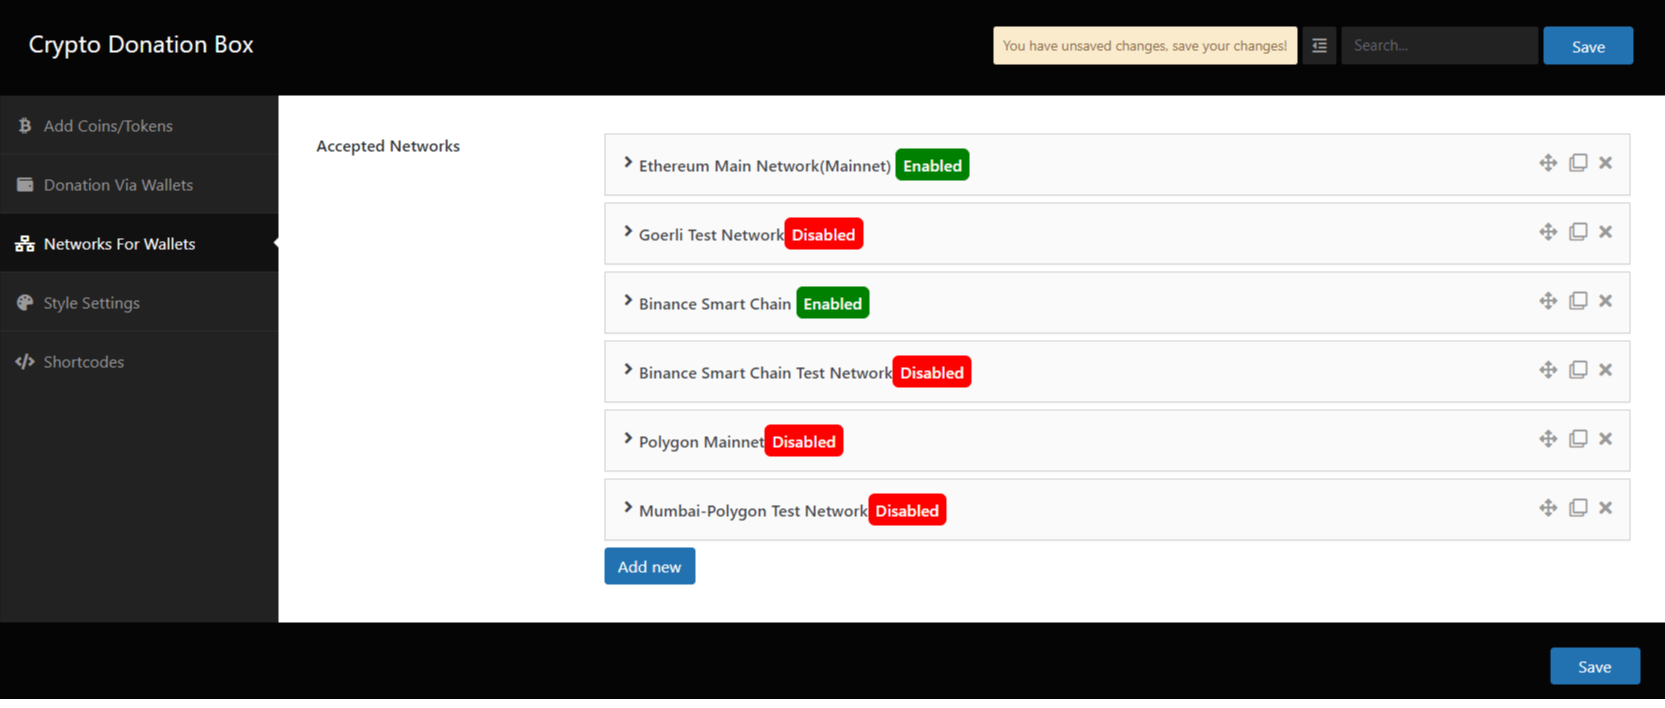 Crypto Donation Box
You have unsaved changes, save your changes!
Search...
Save
Add Coins/Tokens
Donation Via Wallets
Networks For Wallets
Style Settings
Shortcodes
Accepted Networks
Ethereum Main Network(Mainnet) Enabled
Goerli Test Network Disabled
Binance Smart Chain Enabled
Binance Smart Chain Test Network Disabled
Polygon Mainnet Disabled
Mumbai-Polygon Test Network Disabled
Add new
Save